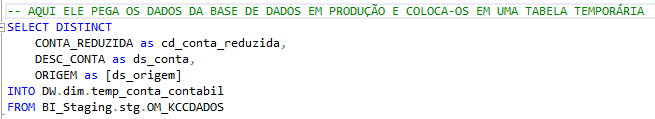 -- AQUI ELE PEGA OS DADOS DA BASE DE DADOS EM PRODUÇÃO E COLOCA-OS EM UMA TABELA TEMPORÁRIA
SELECT DISTINCT
    CONTA_REDUZIDA as cd_conta_reduzida,
    DESC_CONTA as ds_conta,
    ORIGEM as [ds_origem]
INTO DW.dim.temp_conta_contabil
FROM BI_Staging.stg.OM_KCCDADOS